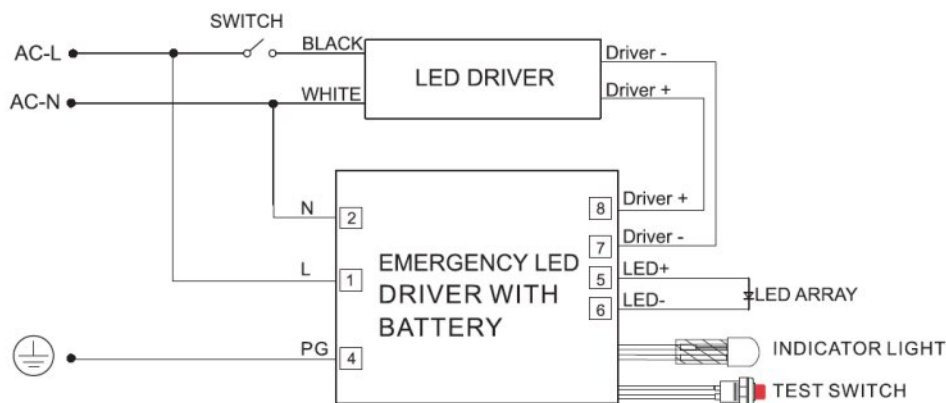 SWITCH
AC-L
BLACK
LED DRIVER
Driver -
AC-N
WHITE
Driver +
N
2
8
Driver +
7
Driver -
L
1
EMERGENCY LED
DRIVER WITH
BATTERY
5
LED+
6
LED-
LED ARRAY
PG
4
INDICATOR LIGHT
TEST SWITCH